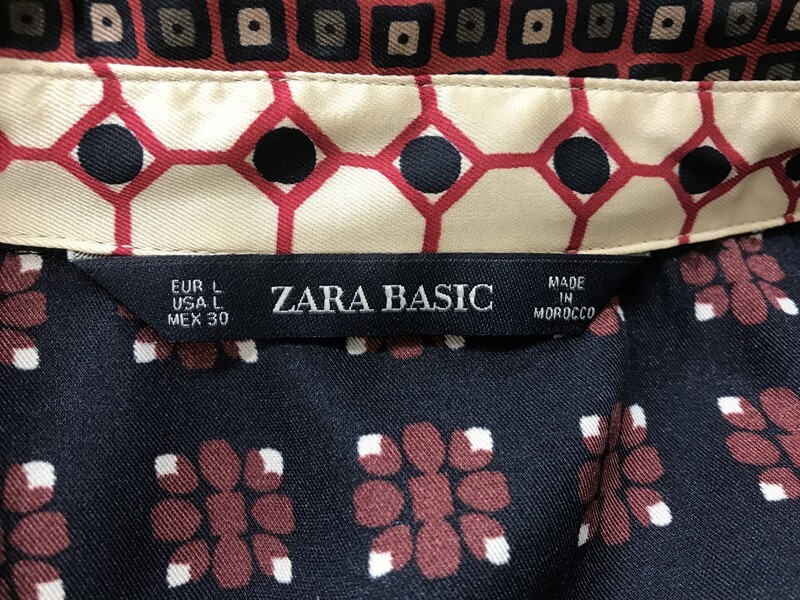 EUR L
USA L
MEX 30
ZARA BASIC
MADE
IN
MOROCCO